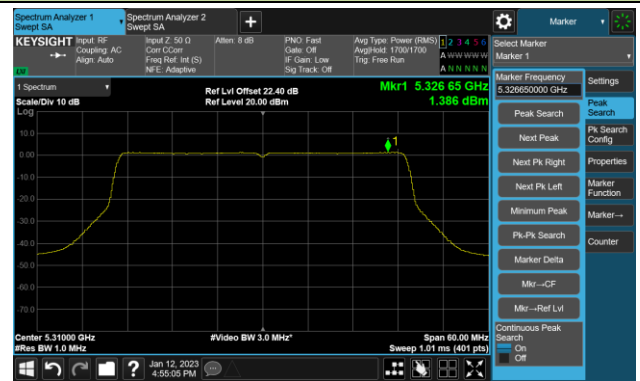 Spectrum Analyzer 1
Swept SA
Spectrum Analyzer 2
Swept SA
Marker
KEYSIGHT
Input: RF
Coupling: AC
Align: Auto
Input Z: 50 Ω
Corr CCorr
Freq Ref: Int (S)
NFE: Adaptive
Atten: 8 dB
PNO: Fast
Gate: Off
IF Gain: Low
Sig Track: Off
Avg Type: Power (RMS)
Avg|Hold: 1700/1700
Trig: Free Run
1 2 3 4 5 6
A W W W W W
A N N N N N
Select Marker
Marker 1
1 Spectrum
Scale/Div 10 dB
Log
Ref Lvl Offset 22.40 dB
Ref Level 20.00 dBm
Mkr1 5.326 65 GHz
1.386 dBm
10.0
0.00
-10.0
-20.0
-30.0
-40.0
-50.0
-60.0
-70.0
1
Center 5.31000 GHz
#Res BW 1.0 MHz
#Video BW 3.0 MHz*
Span 60.00 MHz
Sweep 1.01 ms (401 pts)
Marker Frequency
5.326650000 GHz
Peak Search
Next Peak
Next Pk Right
Next Pk Left
Minimum Peak
Pk-Pk Search
Marker Delta
Mkr→CF
Mkr→Ref Lvl
Continuous Peak
Search
On
Off
Settings
Peak
Search
Pk Search
Config
Properties
Marker
Function
Marker→
Counter
Jan 12, 2023
4:55:05 PM